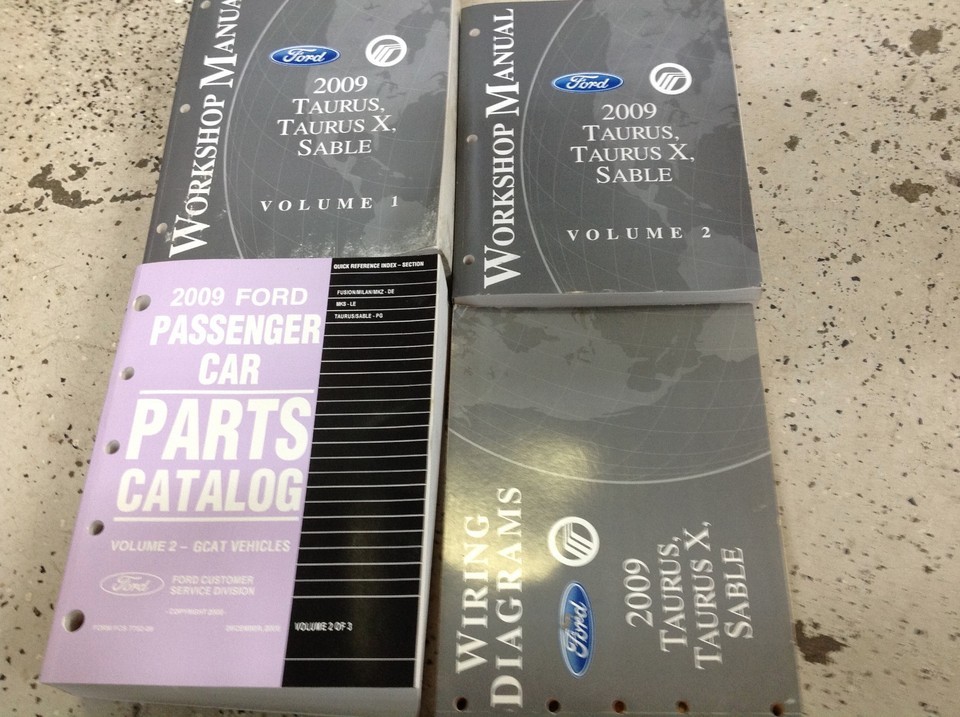 WORKSHOP MANUA
Ford
2009
TAURUS,
TAURUS X,
SABLE
VOLUME 1
WORKSHOP MANUAL
Ford
2009
TAURUS,
TAURUS X,
SABLE
VOLUME 2
2009 FORD
PASSENGER
CAR
PARTS
CATALOG
VOLUME 2 - GCAT VEHICLES
Ford
FORD CUSTOMER
SERVICE DIVISION
QUICK REFERENCE INDEX - SECTION
FUSION/MILAN/MKZ - DE
MKS - LE
TAURUS/SABLE - PG
VOLUME 2 OF 3
WIRING
DIAGRAMS
Ford
2009
TAURUS,
TAURUS X,
SABLE